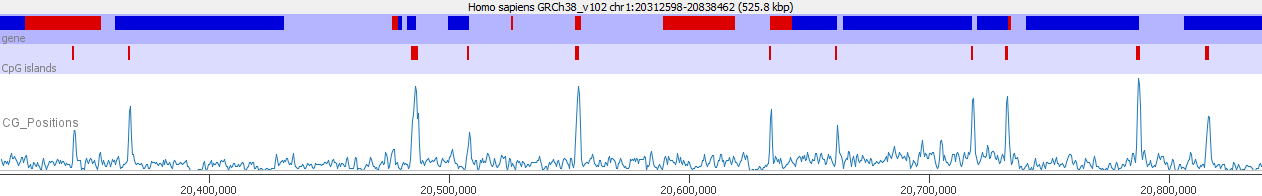 Homo sapiens GRCh38_v102 chr1:20312598-20838462 (525.8 kbp)
gene
CpG islands
CG_Positions
20,400,000 20,500,000 20,600,000 20,700,000 20,800,000